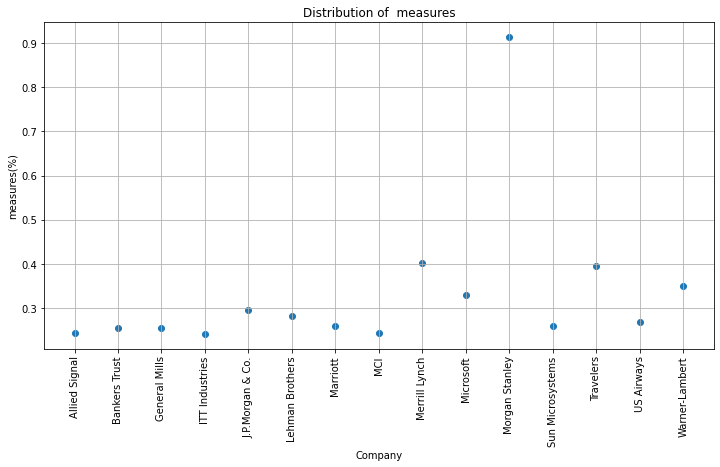 Distribution of  measures
measures(%)
0.9
0.8
0.7
0.6
0.5
0.4
0.3
Allied Signal
Bankers Trust
General Mills
ITT Industries
J.P.Morgan & Co.
Lehman Brothers
Marriott
MCI
Merrill Lynch
Microsoft
Morgan Stanley
Sun Microsystems
Travelers
US Airways
Warner-Lambert
Company